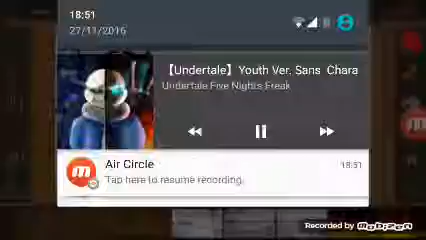 18:51
27/11/2016
【Undertale】Youth Ver. Sans Chara
Undertale Five Nights Freak
Air Circle
18:51
Tap here to resume recording.
Recorded by Mobizen